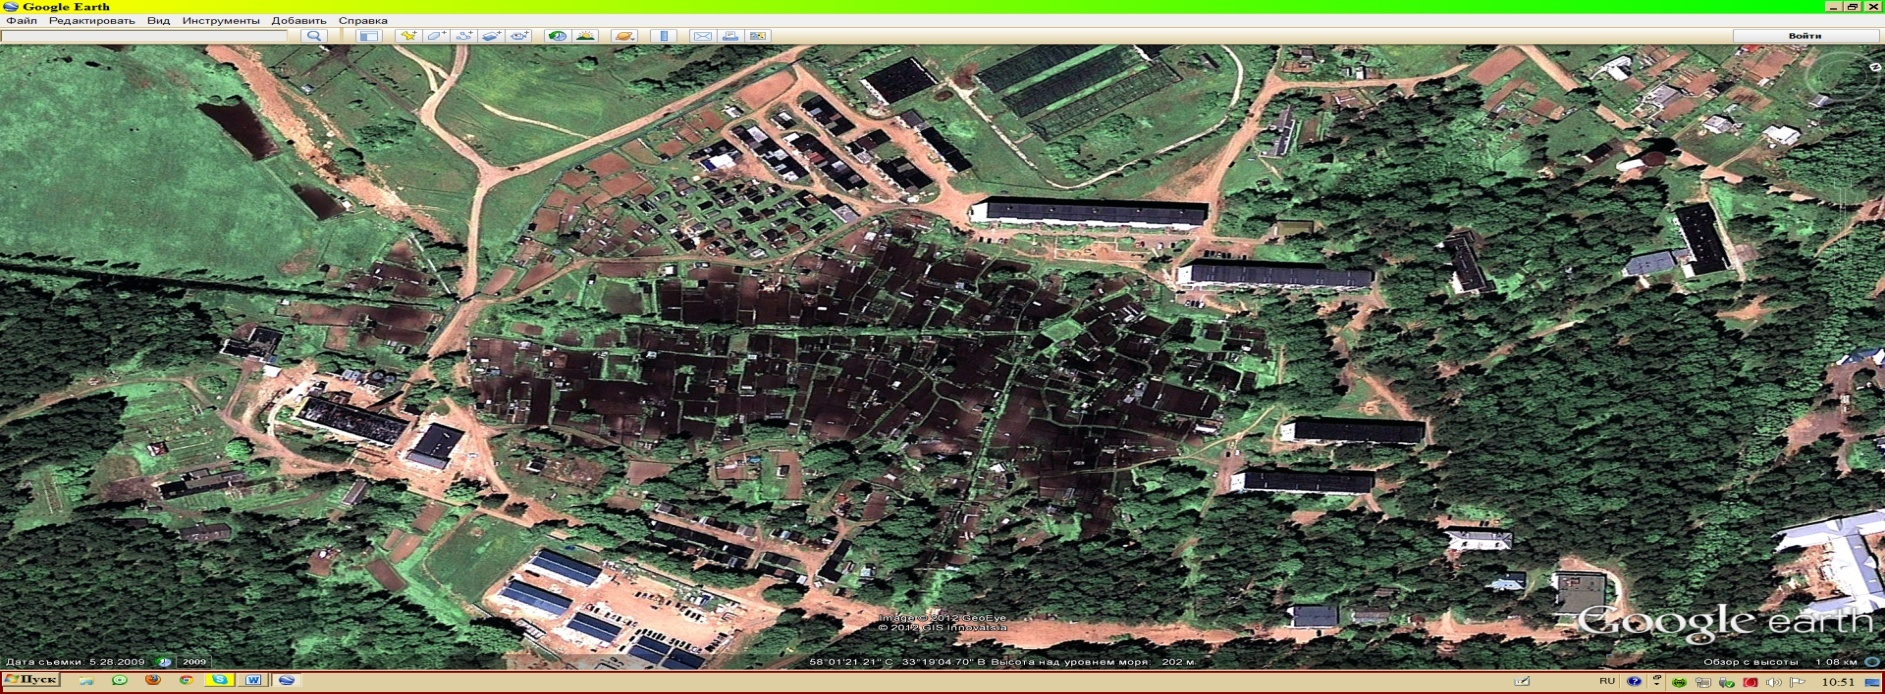 Google Earth
Файл Редактировать Вид Инструменты Добавить Справка
Войти
Image © 2012 GeoEye
© 2012 GIS Innovatsia
Google earth
Дата съемки: 5.28.2009 2009 58°01'21.21" С 33°19'04.70" В Высота над уровнем моря: 202 м Обзор с высоты 1.08 км
Пуск RU 10:51